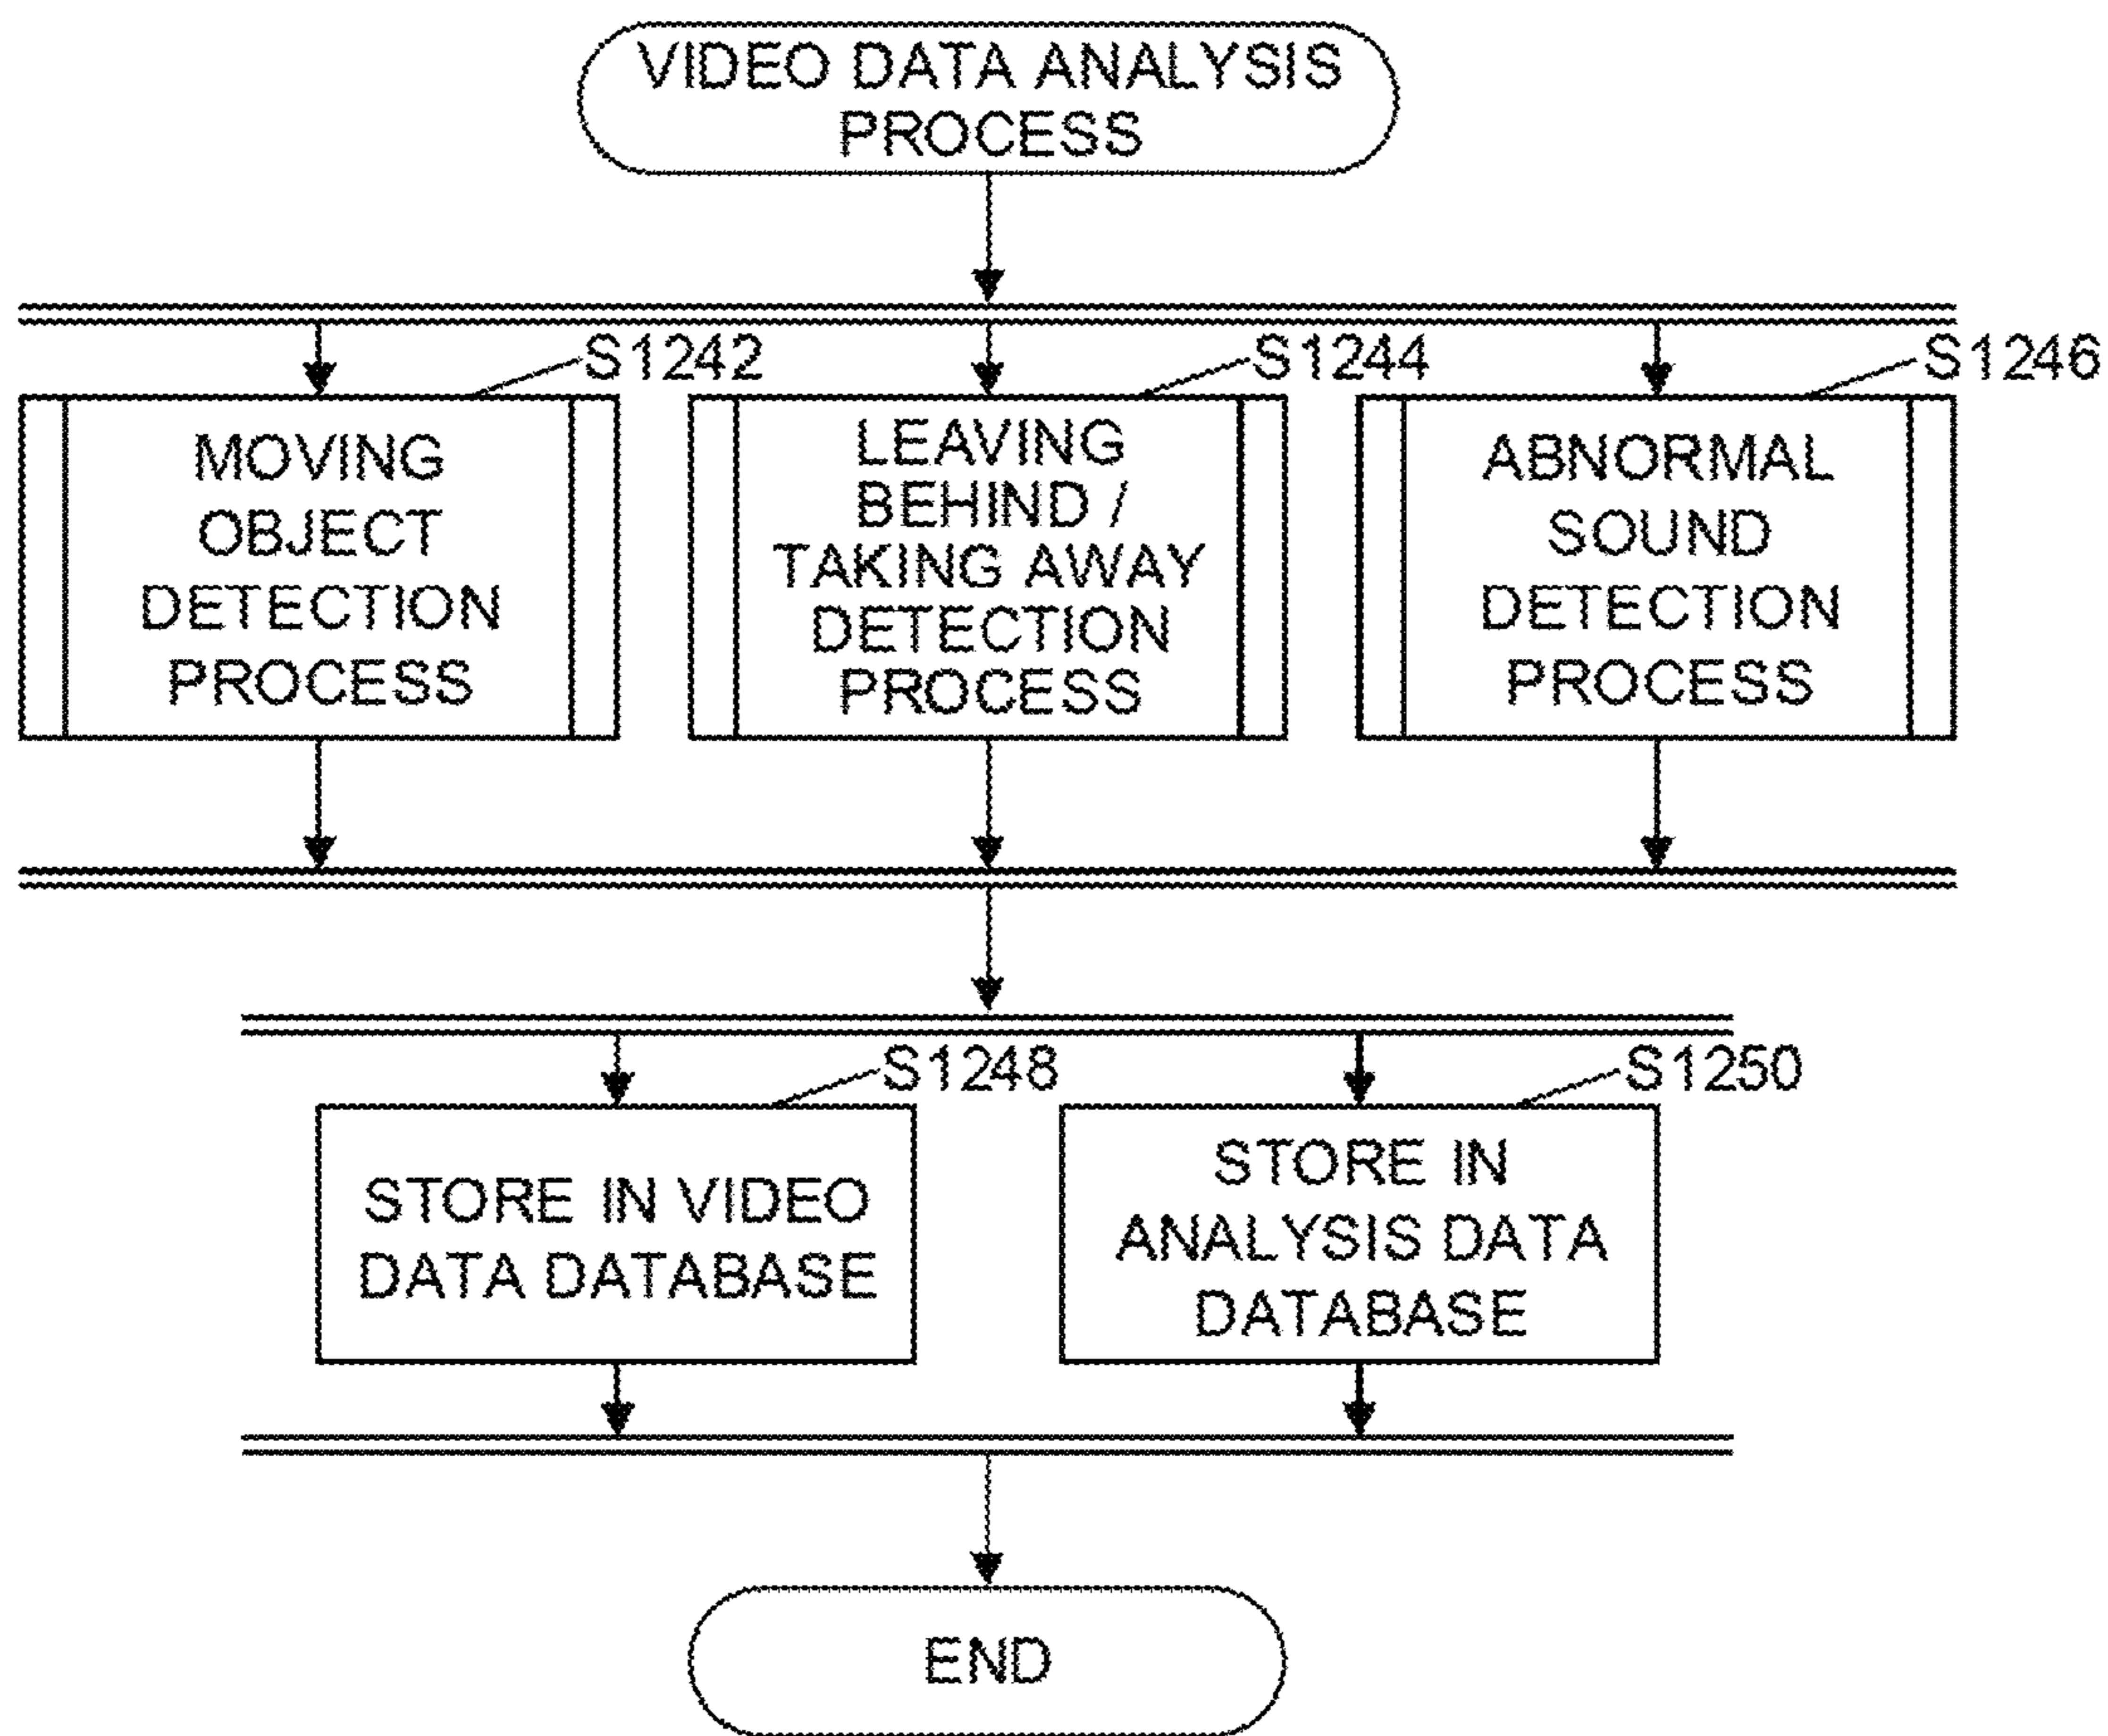 VIDEO DATA ANALYSIS
PROCESS
S1242
S1244
S1246
MOVING
OBJECT
DETECTION
PROCESS
LEAVING
BEHIND /
TAKING AWAY
DETECTION
PROCESS
ABNORMAL
SOUND
DETECTION
PROCESS
S1248
S1250
STORE IN VIDEO
DATA DATABASE
STORE IN
ANALYSIS DATA
DATABASE
END